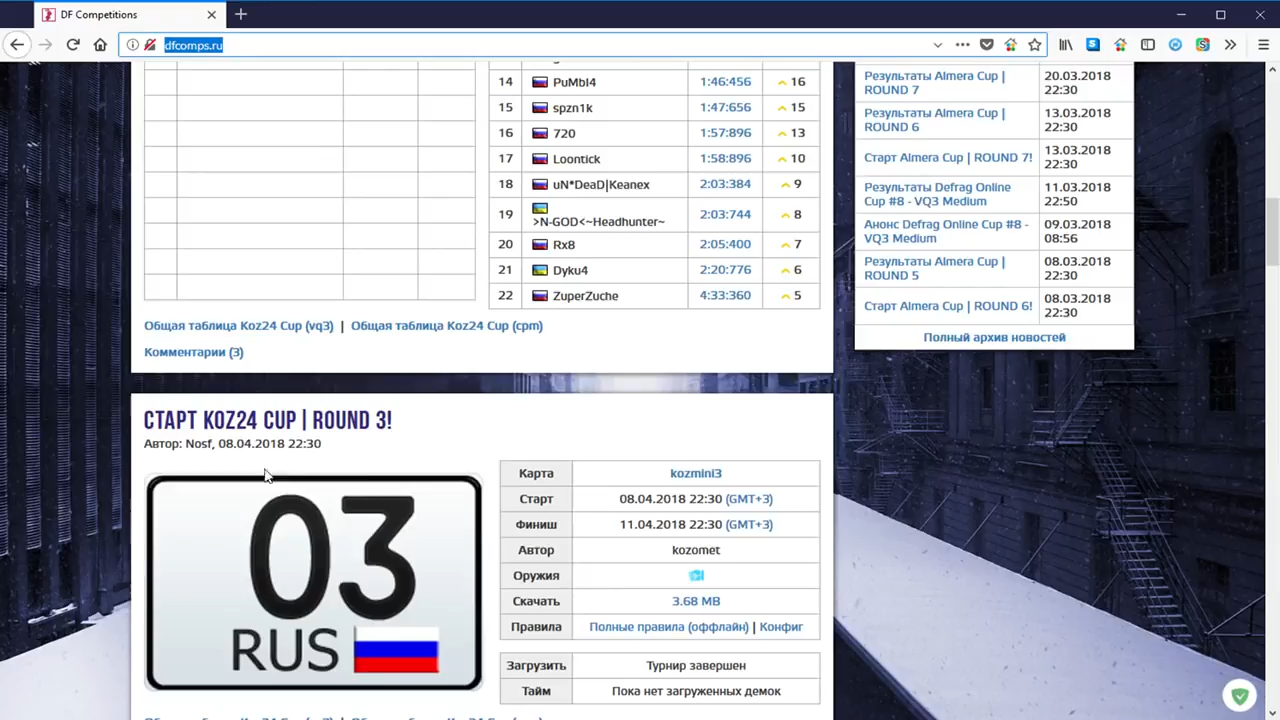 DF Competitions
dfcomps.ru
14 PuMbl4 1:46:456 16
15 spzn1k 1:47:656 15
16 720 1:57:896 13
17 Loontick 1:58:896 10
18 uN*DeaD|Keanex 2:03:384 9
19 >N-GOD<~Headhunter~ 2:03:744 8
20 Rx8 2:05:400 7
21 Dyku4 2:20:776 6
22 ZuperZuche 4:33:360 5
Общая таблица Koz24 Cup (vq3) | Общая таблица Koz24 Cup (cpm)
Комментарии (3)
Результаты Almera Cup | 20.03.2018
ROUND 7 22:30
Результаты Almera Cup | 13.03.2018
ROUND 6 22:30
Старт Almera Cup | ROUND 7! 13.03.2018
22:30
Результаты Defrag Online 11.03.2018
Cup #8 - VQ3 Medium 22:50
Анонс Defrag Online Cup #8 - 09.03.2018
VQ3 Medium 08:56
Результаты Almera Cup | 08.03.2018
ROUND 5 22:30
Старт Almera Cup | ROUND 6! 08.03.2018
22:30
Полный архив новостей
СТАРТ KOZ24 CUP | ROUND 3!
Автор: Nosf, 08.04.2018 22:30
03
RUS
Карта kozmini3
Старт 08.04.2018 22:30 (GMT+3)
Финиш 11.04.2018 22:30 (GMT+3)
Автор kozomet
Оружия
Скачать 3.68 MB
Правила Полные правила (оффлайн) | Конфиг
Загрузить Турнир завершен
Тайм Пока нет загруженных демок